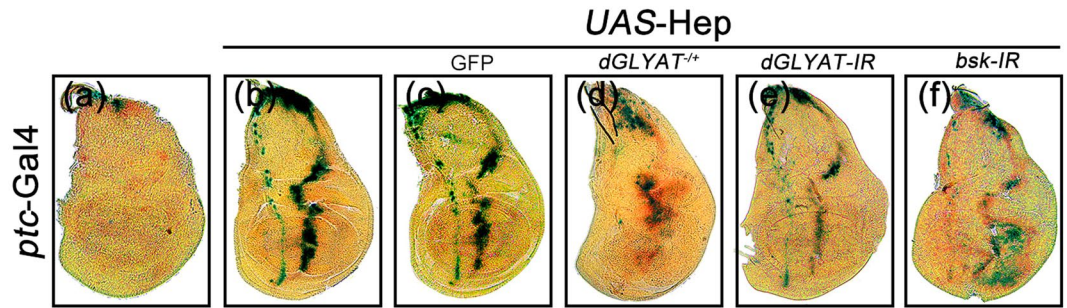 UAS-Hep
GFP dGLYAT-/+ dGLYAT-IR bsk-IR
(a) (b) (c) (d) (e) (f)
ptc-Gal4